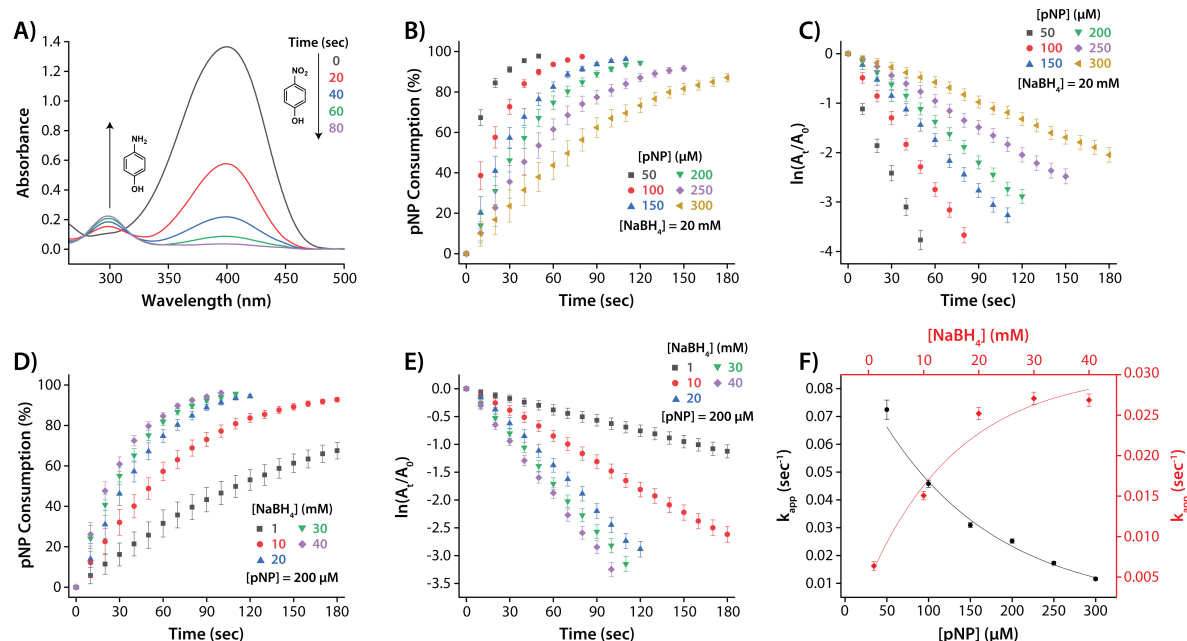 A)
Absorbance
1.4
1.2
1.0
0.8
0.6
0.4
0.2
0.0
300 350 400 450 500
Wavelength (nm)
NH2
OH
NO2
OH
Time (sec)
0
20
40
60
80
B)
pNP Consumption (%)
100
80
60
40
20
0
0 30 60 90 120 150 180
Time (sec)
[pNP] (µM)
50 200
100 250
150 300
[NaBH4] = 20 mM
C)
ln(At/A0)
0
-1
-2
-3
-4
0 30 60 90 120 150 180
Time (sec)
[pNP] (µM)
50 200
100 250
150 300
[NaBH4] = 20 mM
D)
pNP Consumption (%)
100
80
60
40
20
0
0 30 60 90 120 150 180
Time (sec)
[NaBH4] (mM)
1 30
10 40
20
[pNP] = 200 µM
E)
ln(At/A0)
0.0
-0.5
-1.0
-1.5
-2.0
-2.5
-3.0
-3.5
0 30 60 90 120 150 180
Time (sec)
[NaBH4] (mM)
1 30
10 40
20
[pNP] = 200 µM
F)
[NaBH4] (mM)
0 10 20 30 40
kapp (sec-1)
0.08
0.07
0.06
0.05
0.04
0.03
0.02
0.01
0.030
0.025
0.020
0.015
0.010
0.005
kapp (sec-1)
0 50 100 150 200 250 300
[pNP] (µM)